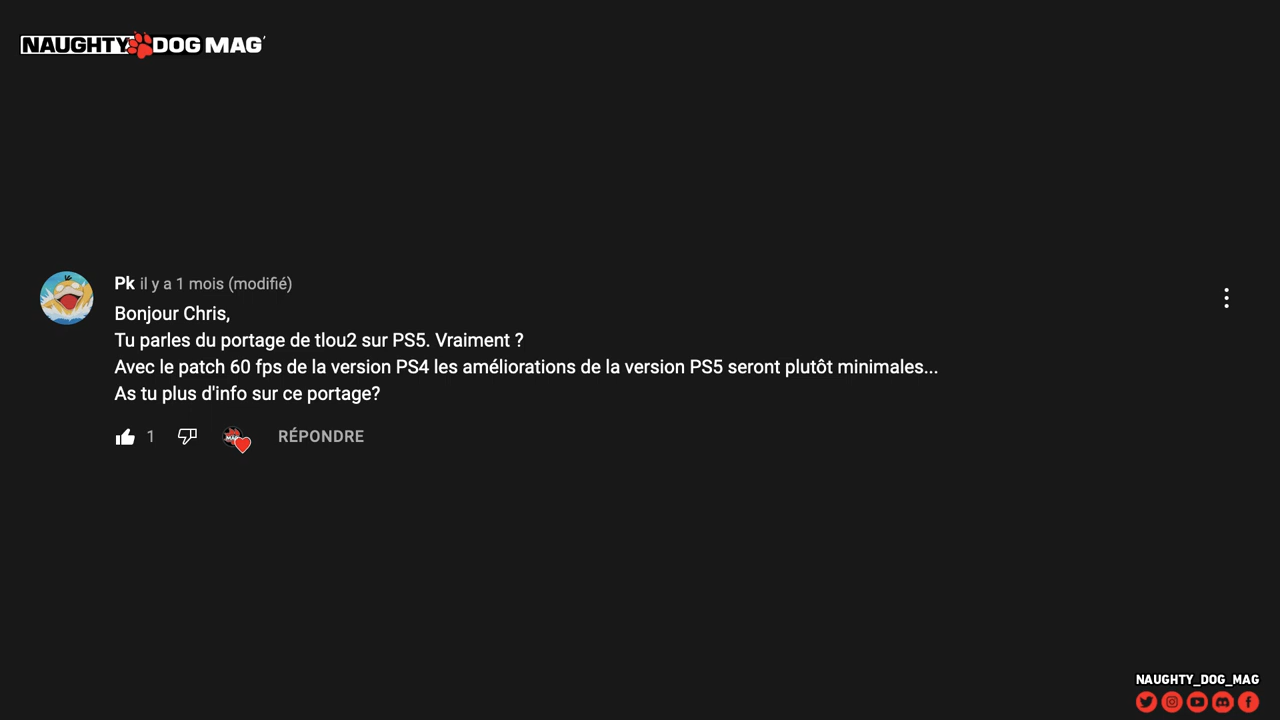 NAUGHTY DOG MAG'
Pk il y a 1 mois (modifié)
Bonjour Chris,
Tu parles du portage de tlou2 sur PS5. Vraiment ?
Avec le patch 60 fps de la version PS4 les améliorations de la version PS5 seront plutôt minimales...
As tu plus d'info sur ce portage?
1 RÉPONDRE
NAUGHTY_DOG_MAG